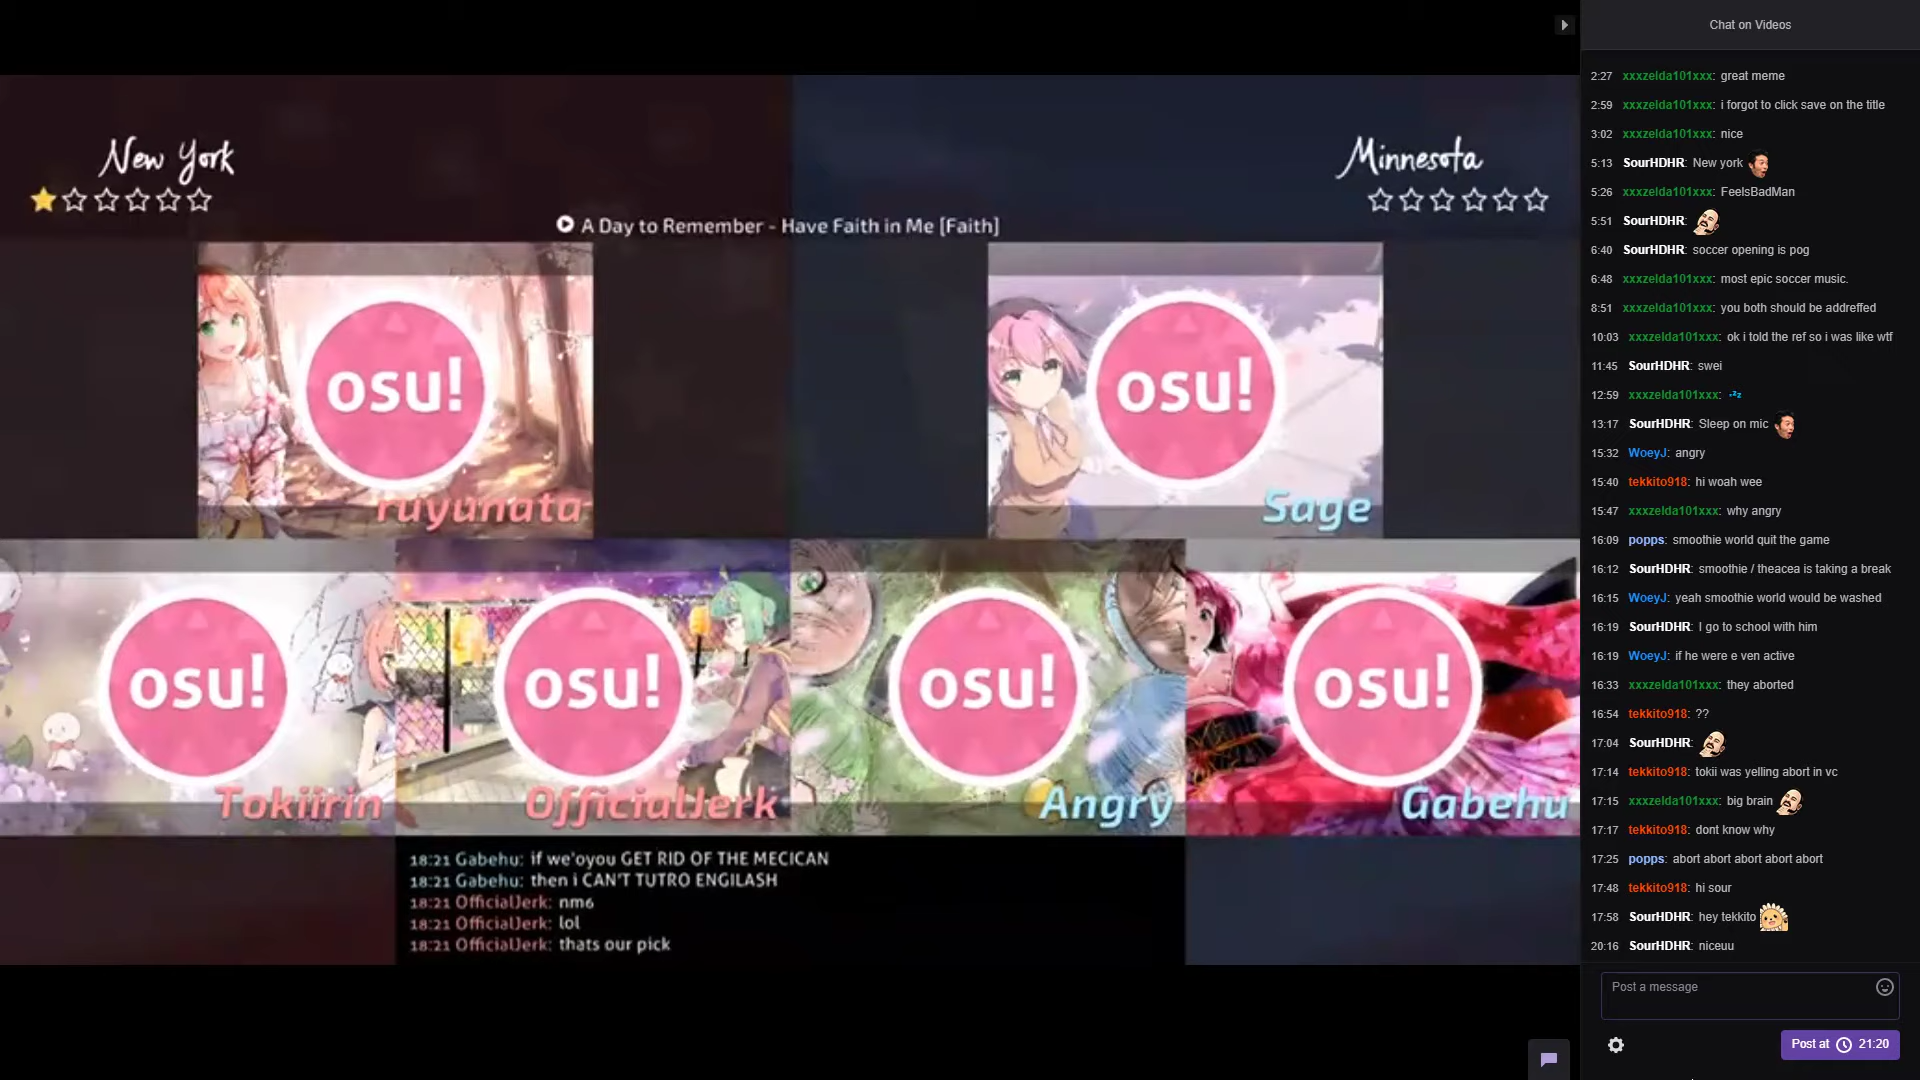 New York
Minnesota
A Day to Remember - Have Faith in Me [Faith]
osu!
ruyunata
osu!
Sage
osu!
Tokiirin
osu!
OfficialJerk
osu!
Angry
osu!
Gabehu
18:21 Gabehu: if we'oyou GET RID OF THE MECICAN
18:21 Gabehu: then i CAN'T TUTRO ENGILASH
18:21 OfficialJerk: nm6
18:21 OfficialJerk: lol
18:21 OfficialJerk: thats our pick
Chat on Videos
2:27 xxxzelda101xxx: great meme
2:59 xxxzelda101xxx: i forgot to click save on the title
3:02 xxxzelda101xxx: nice
5:13 SourHDHR: New york
5:26 xxxzelda101xxx: FeelsBadMan
5:51 SourHDHR:
6:40 SourHDHR: soccer opening is pog
6:48 xxxzelda101xxx: most epic soccer music.
8:51 xxxzelda101xxx: you both should be addreffed
10:03 xxxzelda101xxx: ok i told the ref so i was like wtf
11:45 SourHDHR: swei
12:59 xxxzelda101xxx:
13:17 SourHDHR: Sleep on mic
15:32 WoeyJ: angry
15:40 tekkito918: hi woah wee
15:47 xxxzelda101xxx: why angry
16:09 popps: smoothie world quit the game
16:12 SourHDHR: smoothie / theacea is taking a break
16:15 WoeyJ: yeah smoothie world would be washed
16:19 SourHDHR: I go to school with him
16:19 WoeyJ: if he were e ven active
16:33 xxxzelda101xxx: they aborted
16:54 tekkito918: ??
17:04 SourHDHR:
17:14 tekkito918: tokii was yelling abort in vc
17:15 xxxzelda101xxx: big brain
17:17 tekkito918: dont know why
17:25 popps: abort abort abort abort abort
17:48 tekkito918: hi sour
17:58 SourHDHR: hey tekkito
20:16 SourHDHR: niceuu
Post a message
Post at 21:20